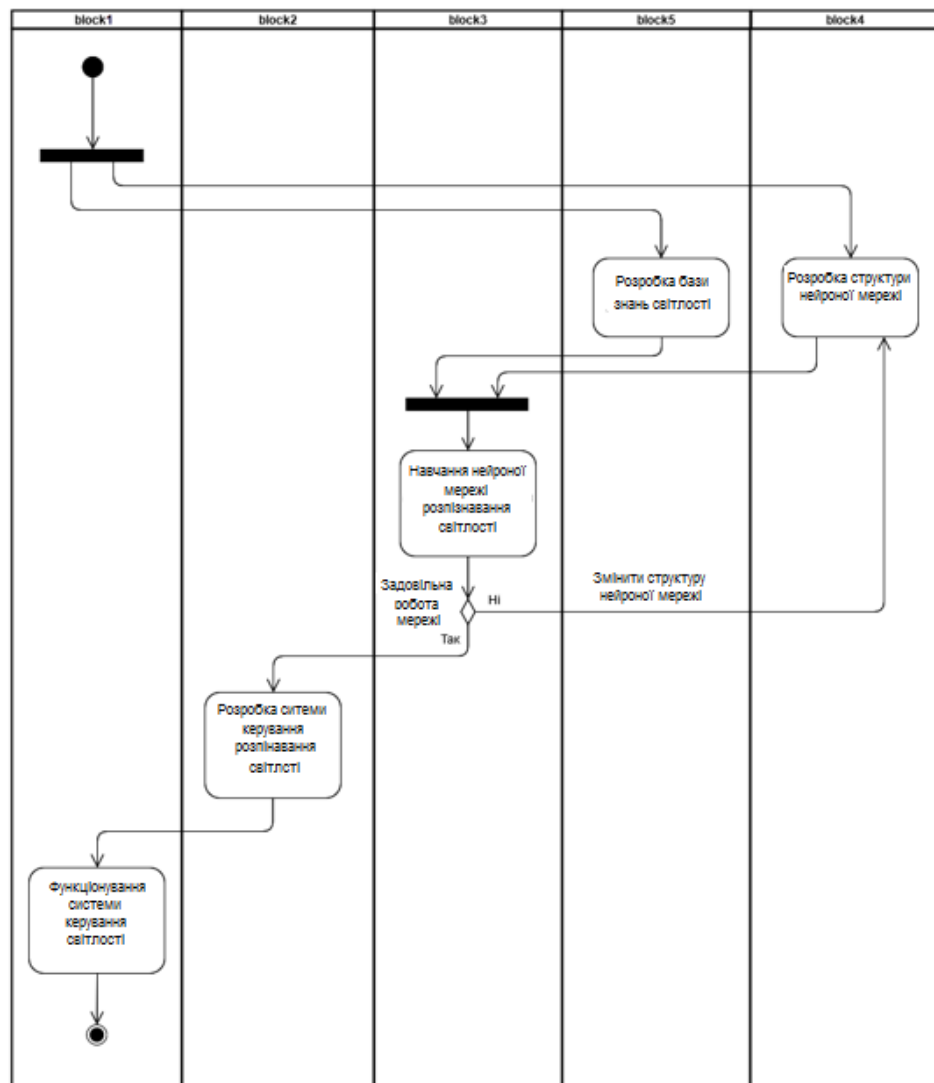 block1
block2
block3
block5
block4
Розробка бази
знань світлості
Розробка структури
нейроної мережі
Навчання нейроної
мережі
розпізнавання
світлості
Задовільна
робота
мережі
Ні
Так
Змінити структуру
нейроної мережі
Розробка ситеми
керування
розпінавання
світлсті
Функціонування
системи
керування
світлості